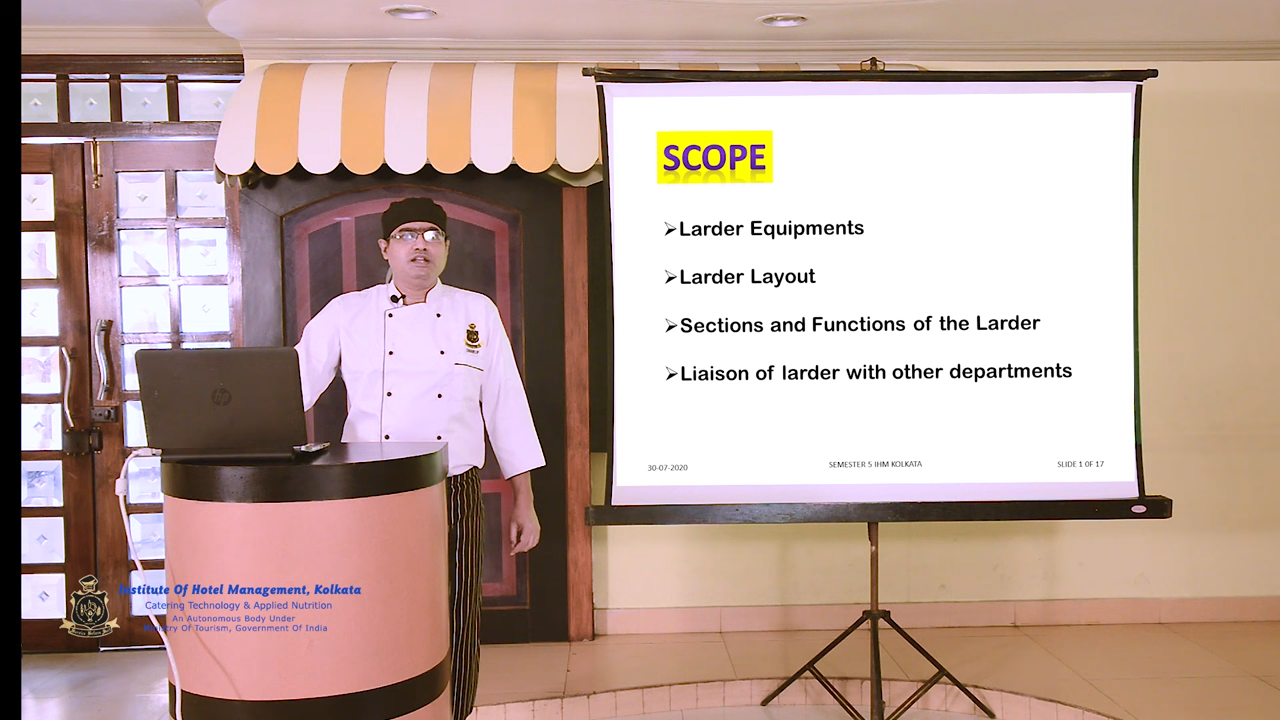 SCOPE
➢Larder Equipments
➢Larder Layout
➢Sections and Functions of the Larder
➢Liaison of larder with other departments
30-07-2020 SEMESTER 5 IHM KOLKATA SLIDE 1 0F 17
hp
Institute Of Hotel Management, Kolkata
Catering Technology & Applied Nutrition
An Autonomous Body Under
Ministry Of Tourism, Government Of India